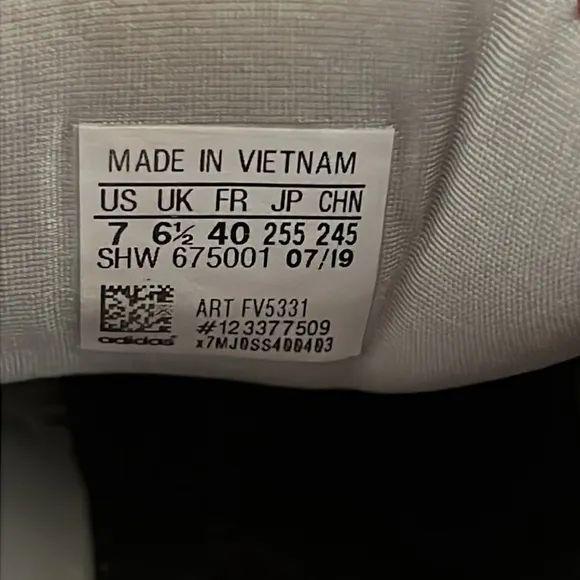 MADE IN VIETNAM
US UK FR JP CHN
7 6½ 40 255 245
SHW 675001 07/19
ART FV5331
#123377509
adidas x7MJ0SS400403